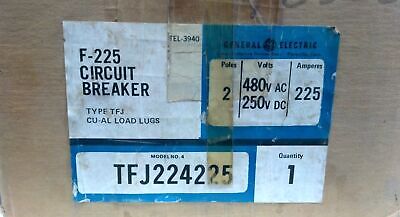 TEL-3940
F-225
CIRCUIT
BREAKER
TYPE TFJ
CU-AL LOAD LUGS
GENERAL ELECTRIC
Poles Volts Amperes
2 480V AC 225
250V DC
MODEL NO. 4
TFJ224225
Quantity
1